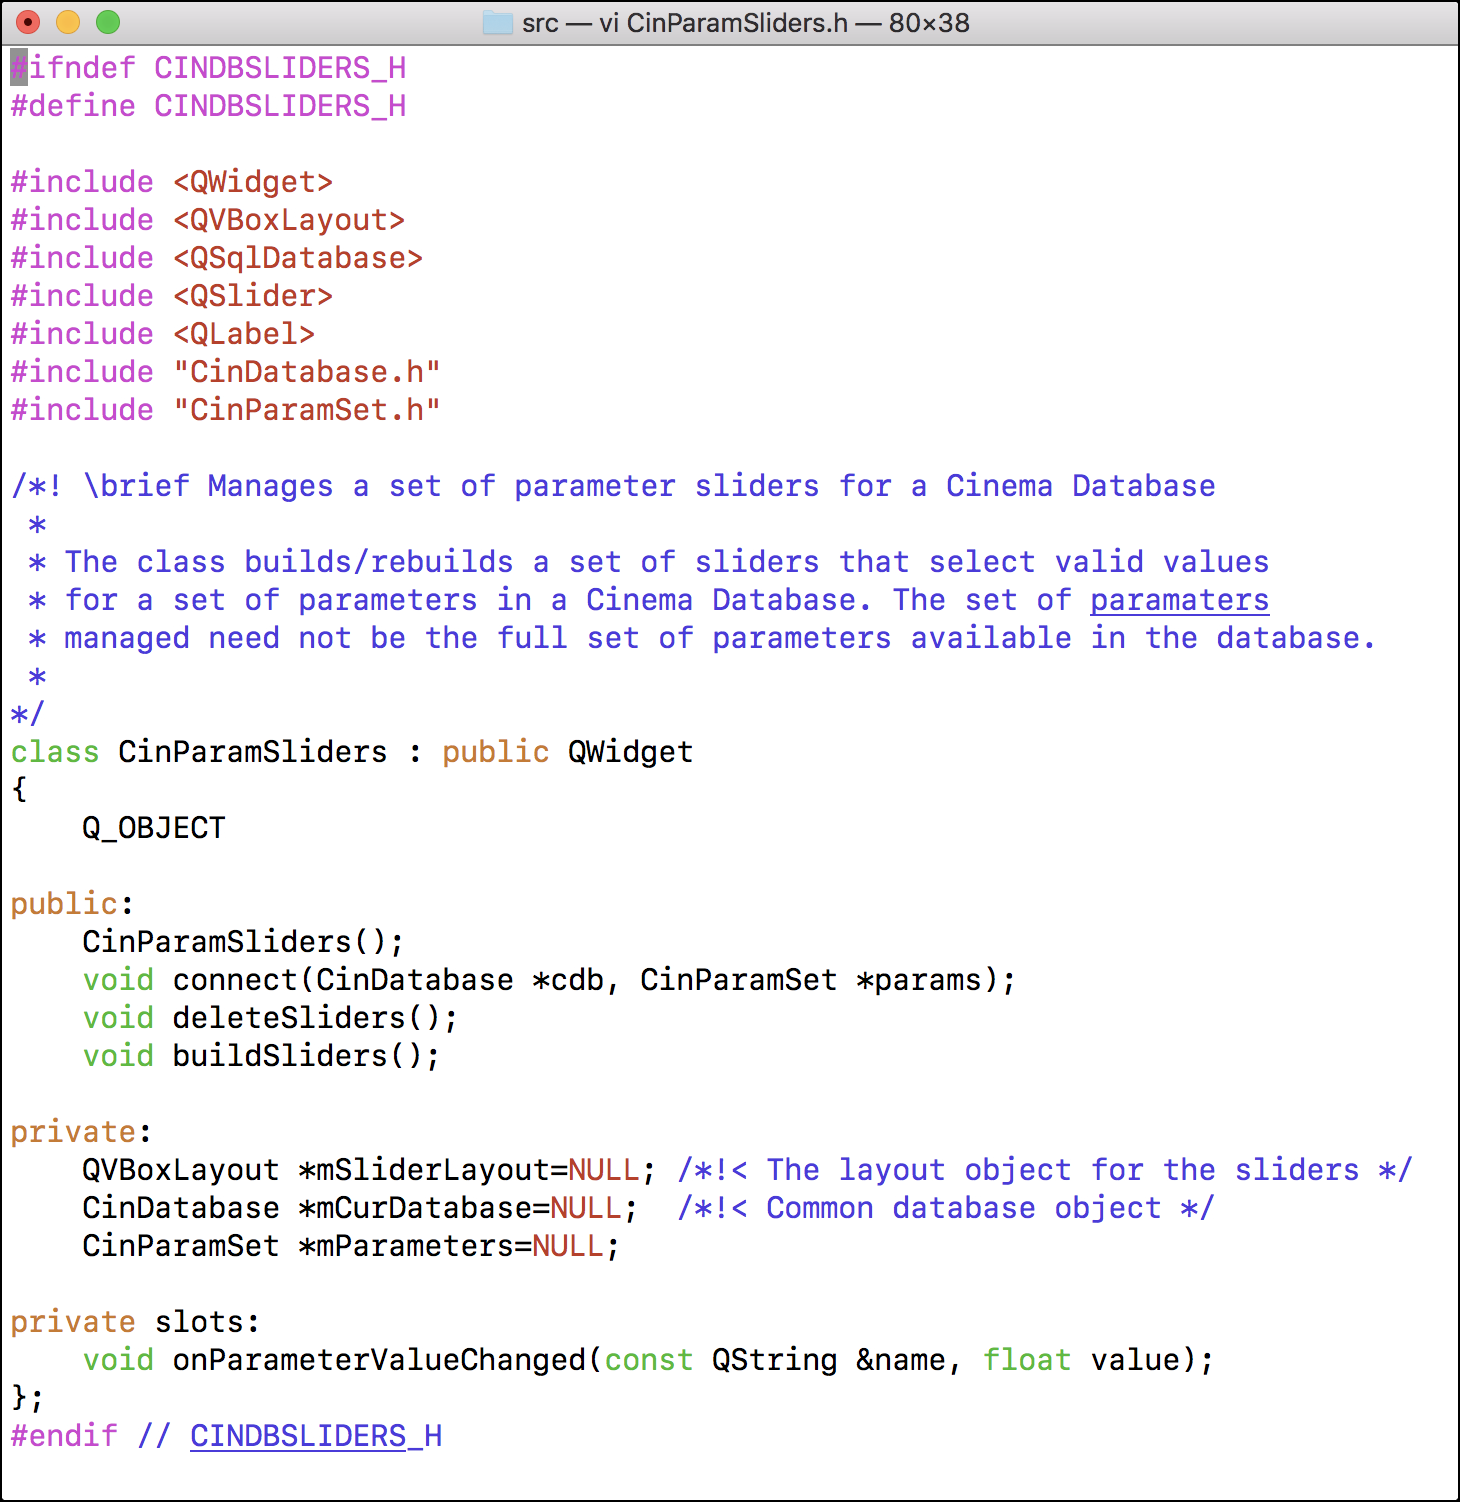 src — vi CinParamSliders.h — 80×38
#ifndef CINDBSLIDERS_H
#define CINDBSLIDERS_H

#include <QWidget>
#include <QVBoxLayout>
#include <QSqlDatabase>
#include <QSlider>
#include <QLabel>
#include "CinDatabase.h"
#include "CinParamSet.h"

/*! \brief Manages a set of parameter sliders for a Cinema Database
 *
 * The class builds/rebuilds a set of sliders that select valid values
 * for a set of parameters in a Cinema Database. The set of paramaters
 * managed need not be the full set of parameters available in the database.
 *
*/
class CinParamSliders : public QWidget
{
    Q_OBJECT

public:
    CinParamSliders();
    void connect(CinDatabase *cdb, CinParamSet *params);
    void deleteSliders();
    void buildSliders();

private:
    QVBoxLayout *mSliderLayout=NULL; /*!< The layout object for the sliders */
    CinDatabase *mCurDatabase=NULL;  /*!< Common database object */
    CinParamSet *mParameters=NULL;

private slots:
    void onParameterValueChanged(const QString &name, float value);
};
#endif // CINDBSLIDERS_H